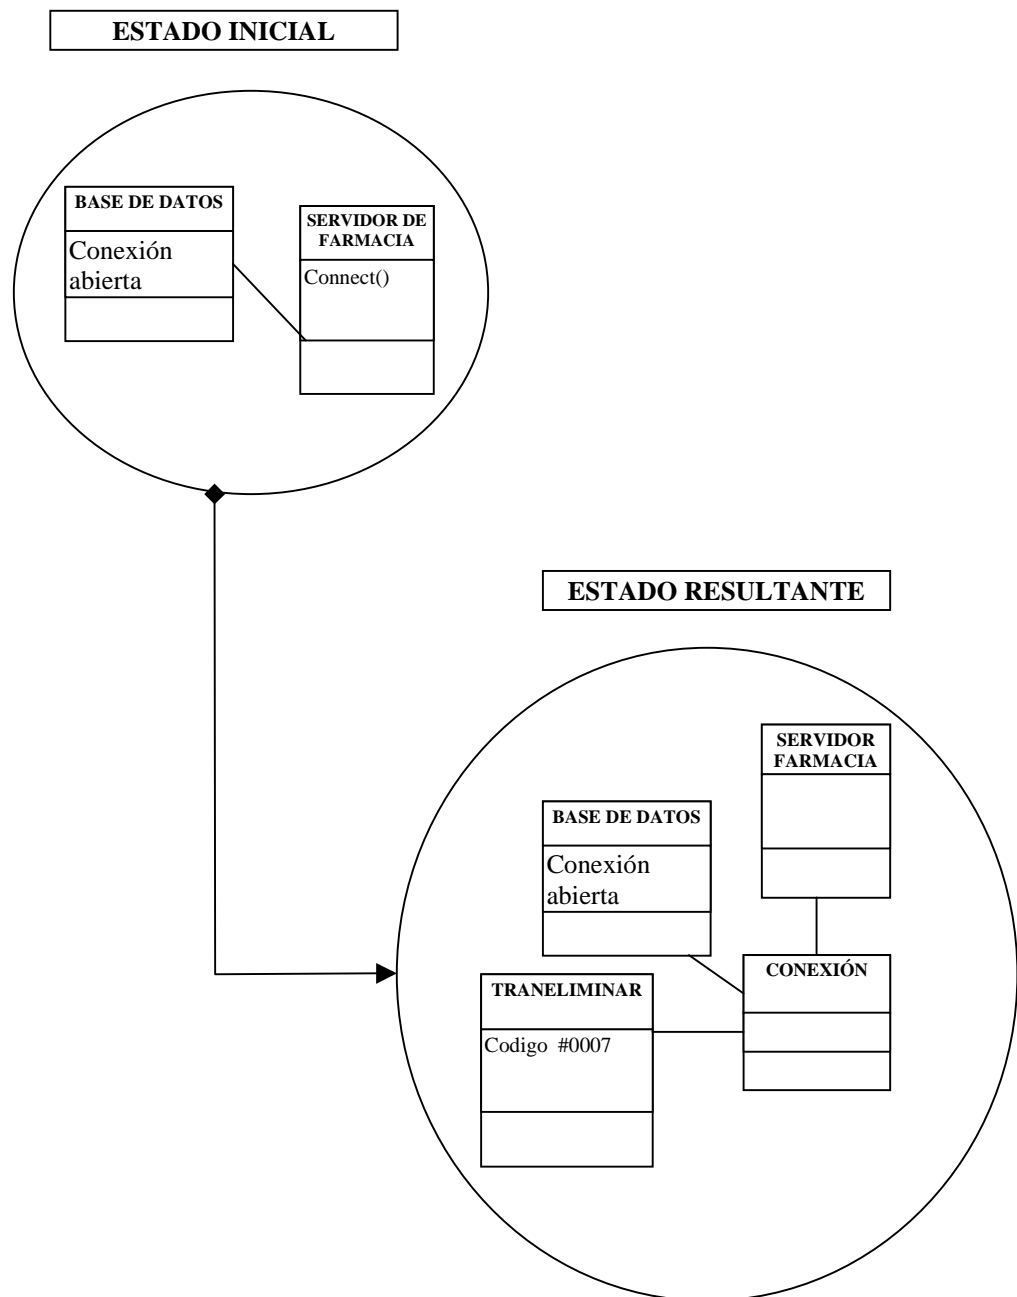 ESTADO INICIAL
BASE DE DATOS
Conexión
abierta
SERVIDOR DE
FARMACIA
Connect()
ESTADO RESULTANTE
SERVIDOR
FARMACIA
BASE DE DATOS
Conexión
abierta
CONEXIÓN
TRANELIMINAR
Codigo #0007